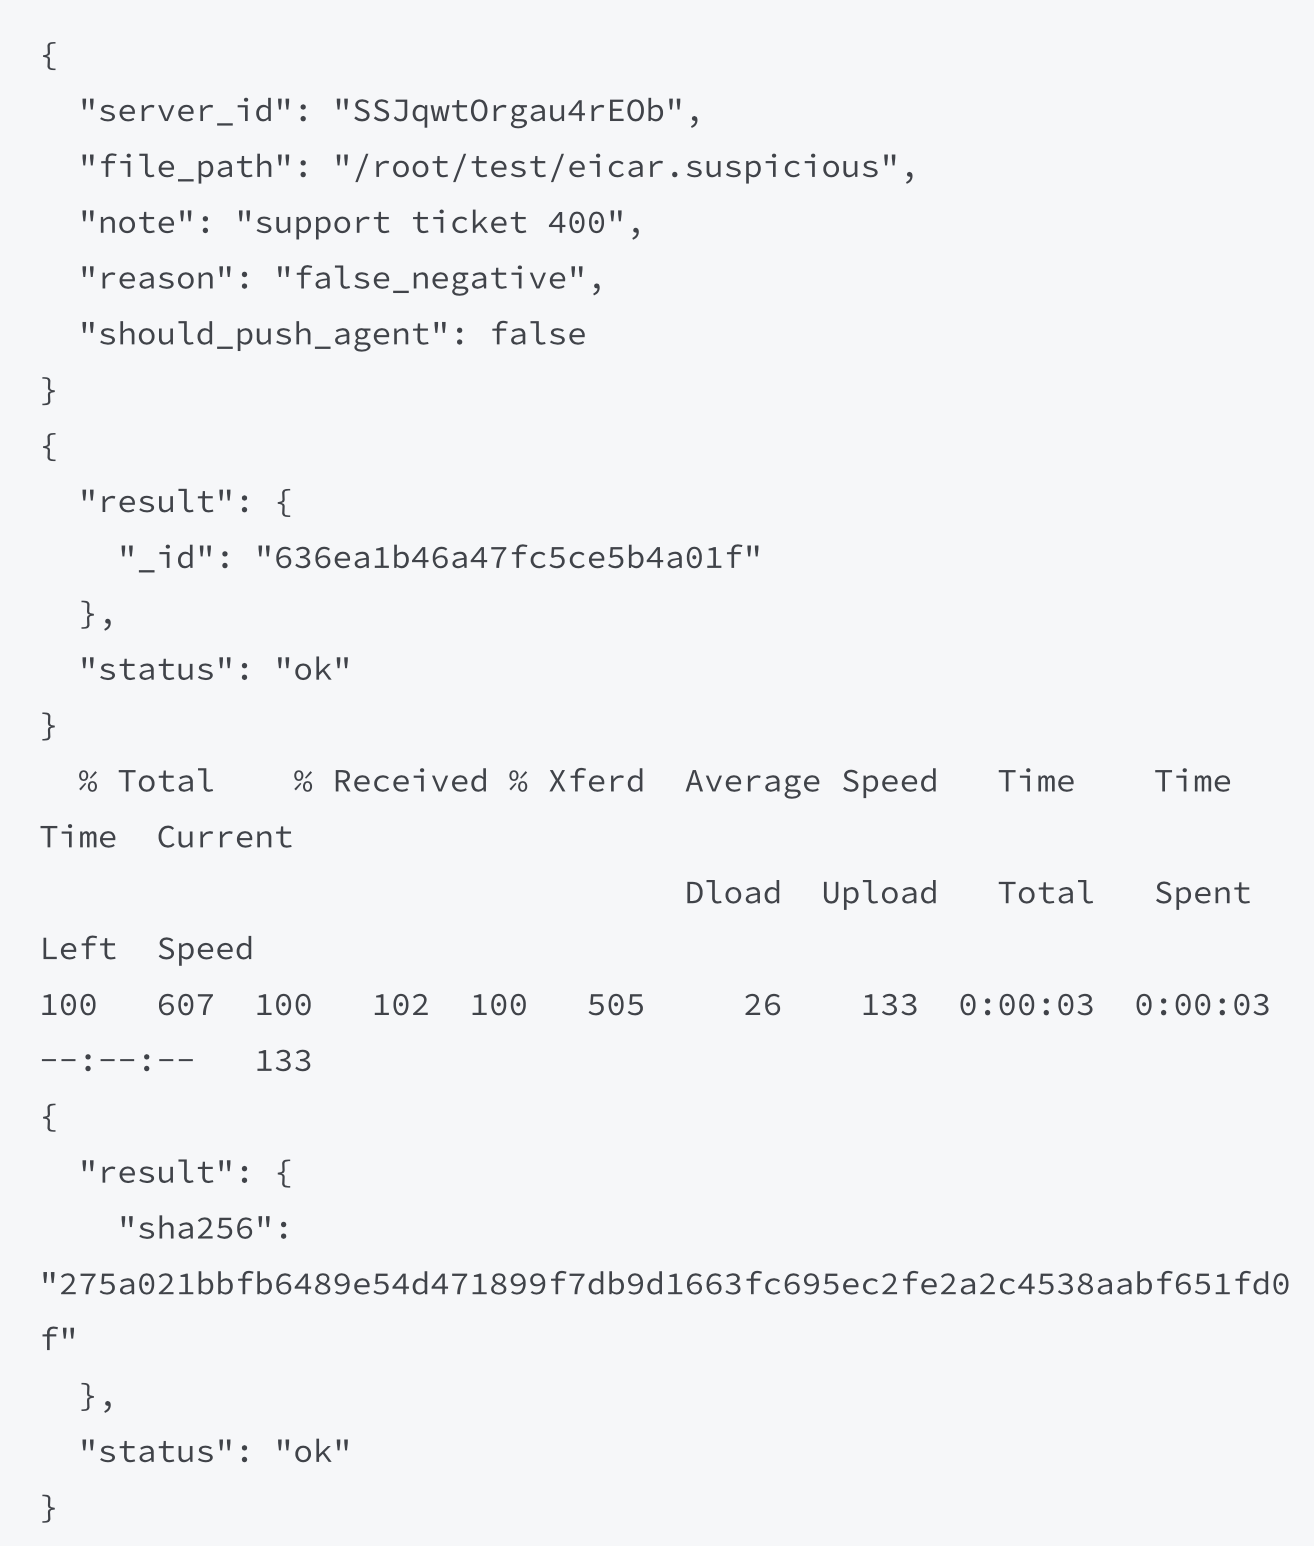 {
  "server_id": "SSJqwtOrgau4rEOb",
  "file_path": "/root/test/eicar.suspicious",
  "note": "support ticket 400",
  "reason": "false_negative",
  "should_push_agent": false
}
{
  "result": {
    "_id": "636ea1b46a47fc5ce5b4a01f"
  },
  "status": "ok"
}
  % Total    % Received % Xferd  Average Speed   Time    Time
Time  Current
                                 Dload  Upload   Total   Spent
Left  Speed
100   607  100   102  100   505     26    133  0:00:03  0:00:03
--:--:--   133
{
  "result": {
    "sha256":
"275a021bbfb6489e54d471899f7db9d1663fc695ec2fe2a2c4538aabf651fd0
f"
  },
  "status": "ok"
}